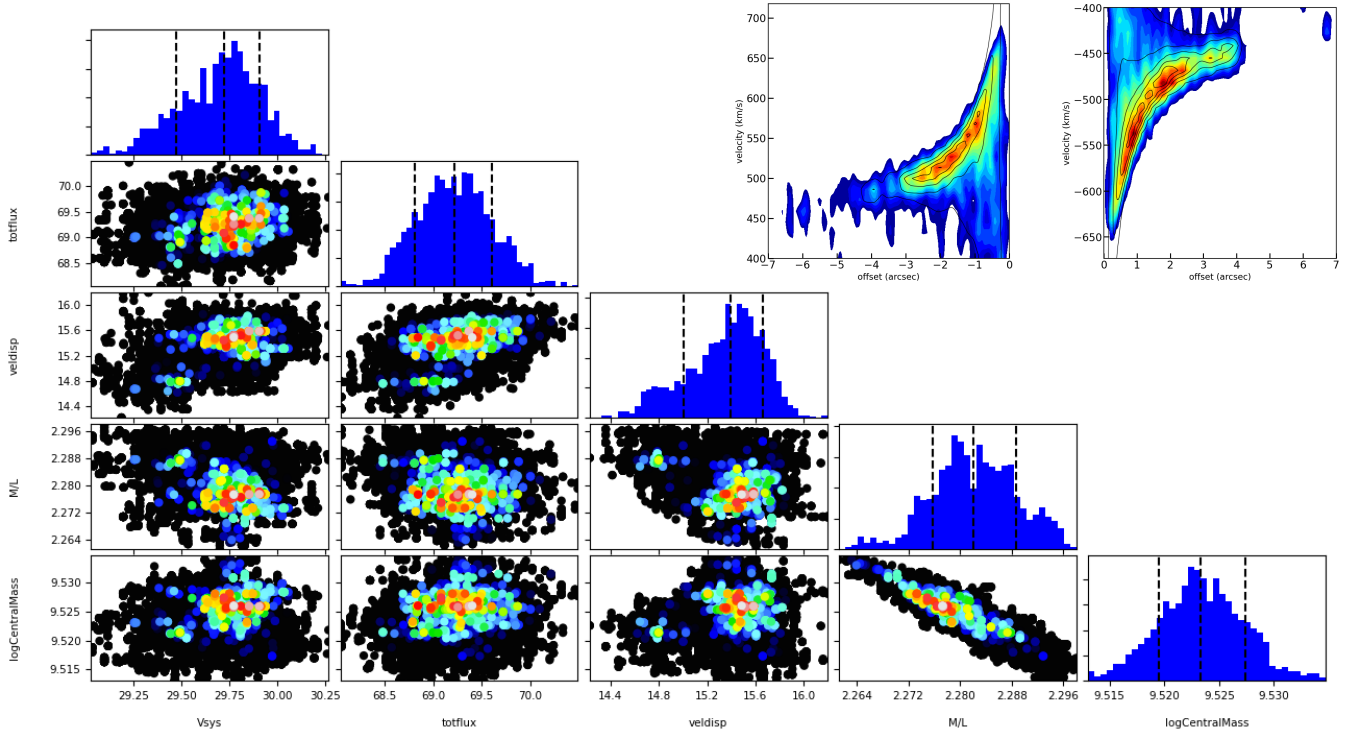 700
650
600
550
500
450
400
velocity (km/s)
−7 −6 −5 −4 −3 −2 −1 0
offset (arcsec)
−400
−450
−500
−550
−600
−650
velocity (km/s)
0 1 2 3 4 5 6 7
offset (arcsec)
totflux
70.0
69.5
69.0
68.5
veldisp
16.0
15.6
15.2
14.8
14.4
M/L
2.296
2.288
2.280
2.272
2.264
logCentralMass
9.530
9.525
9.520
9.515
29.25 29.50 29.75 30.00 30.25
68.5 69.0 69.5 70.0
14.4 14.8 15.2 15.6 16.0
2.264 2.272 2.280 2.288 2.296
9.515 9.520 9.525 9.530
Vsys totflux veldisp M/L logCentralMass